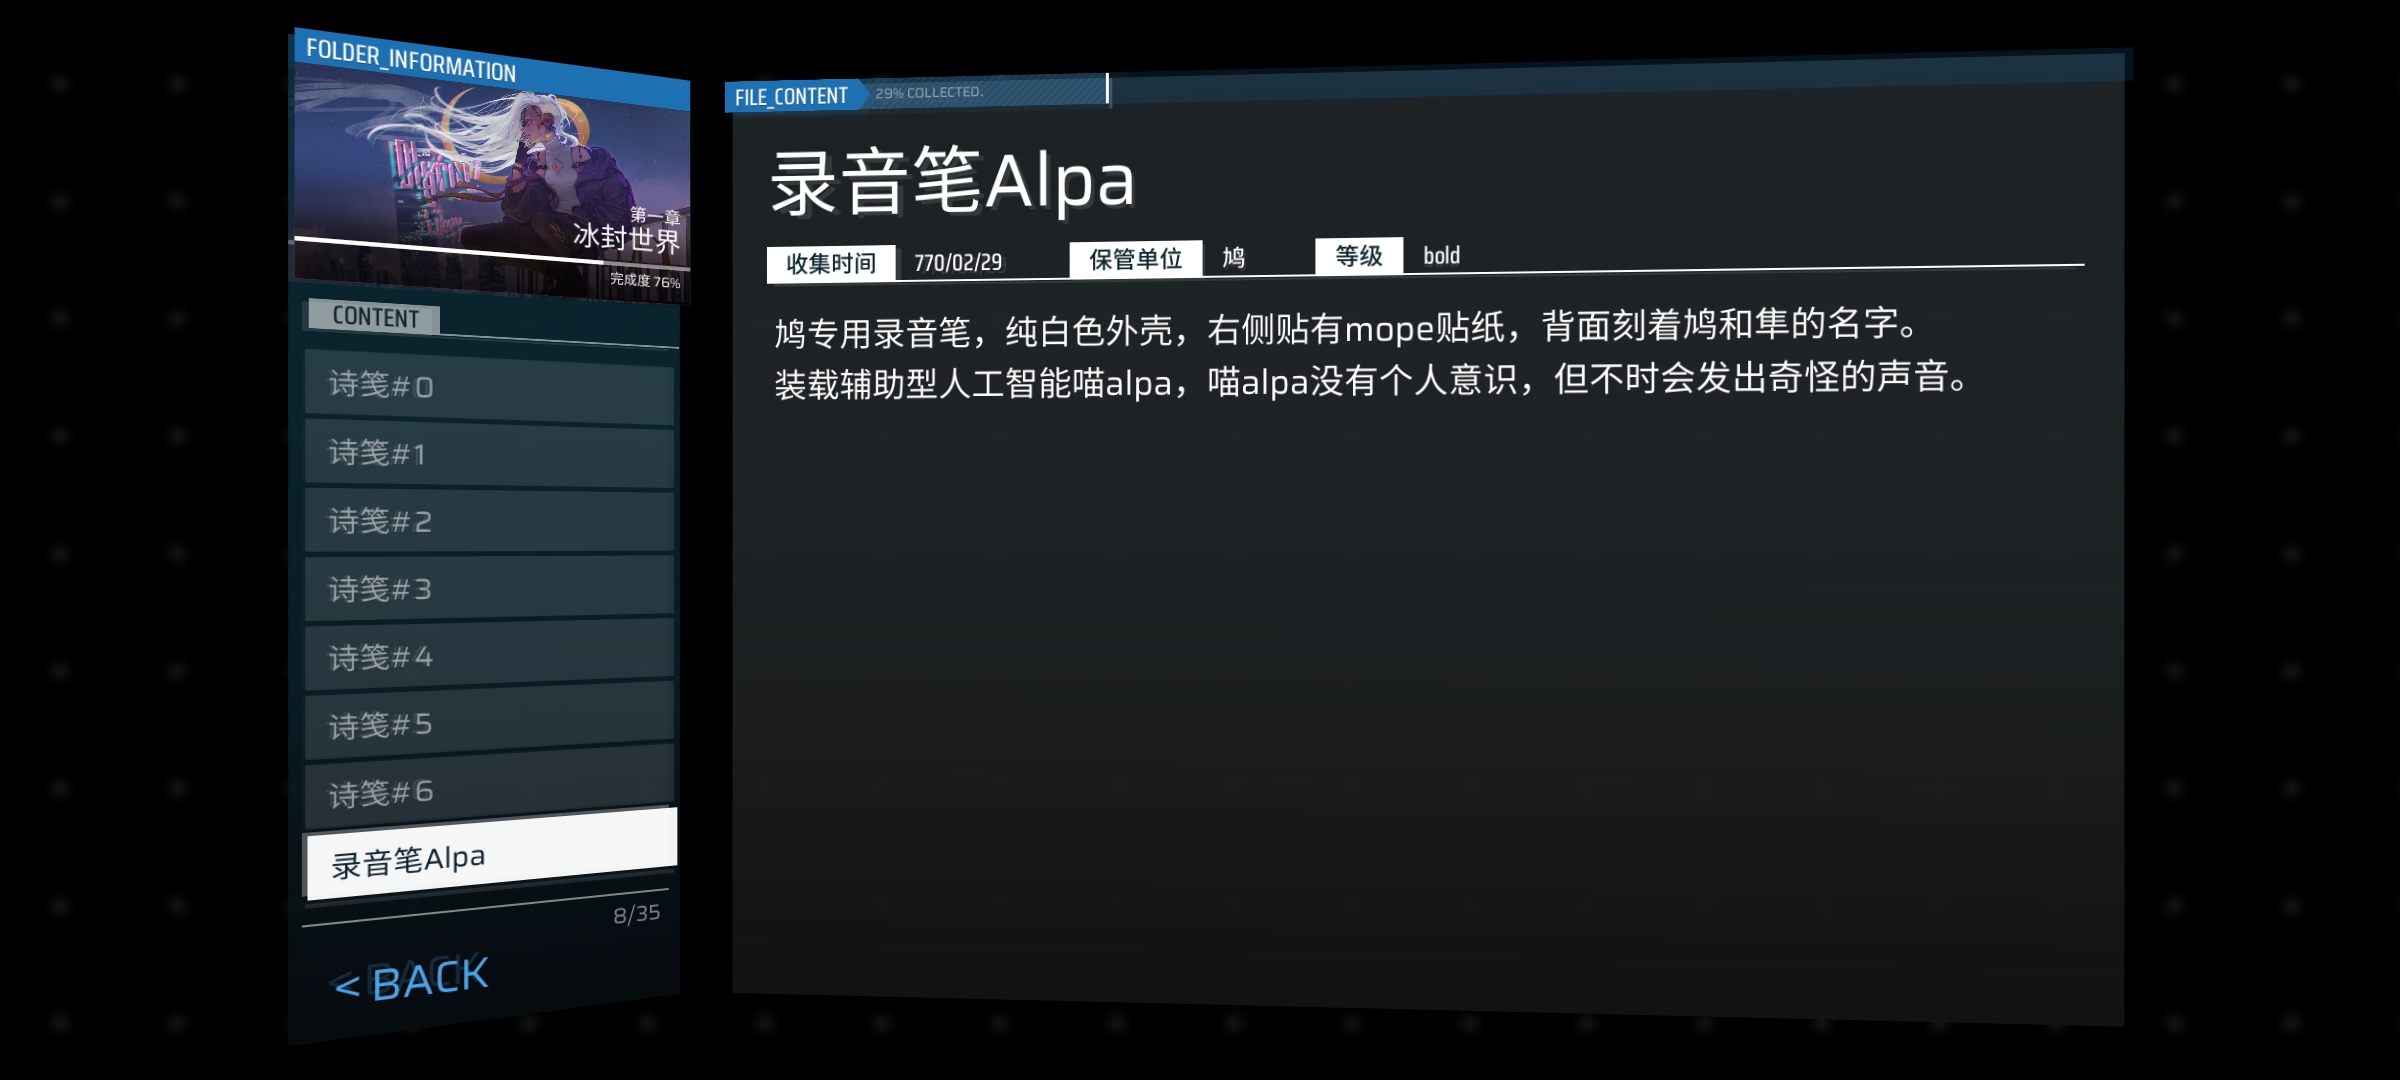 FOLDER_INFORMATION
第一章
冰封世界
完成度 76%
CONTENT
诗笺#0
诗笺#1
诗笺#2
诗笺#3
诗笺#4
诗笺#5
诗笺#6
录音笔Alpa
8/35
< BACK
FILE_CONTENT
29% COLLECTED.
录音笔Alpa
收集时间 770/02/29 保管单位 鸠 等级 bold
鸠专用录音笔，纯白色外壳，右侧贴有mope贴纸，背面刻着鸠和隼的名字。
装载辅助型人工智能喵alpa，喵alpa没有个人意识，但不时会发出奇怪的声音。